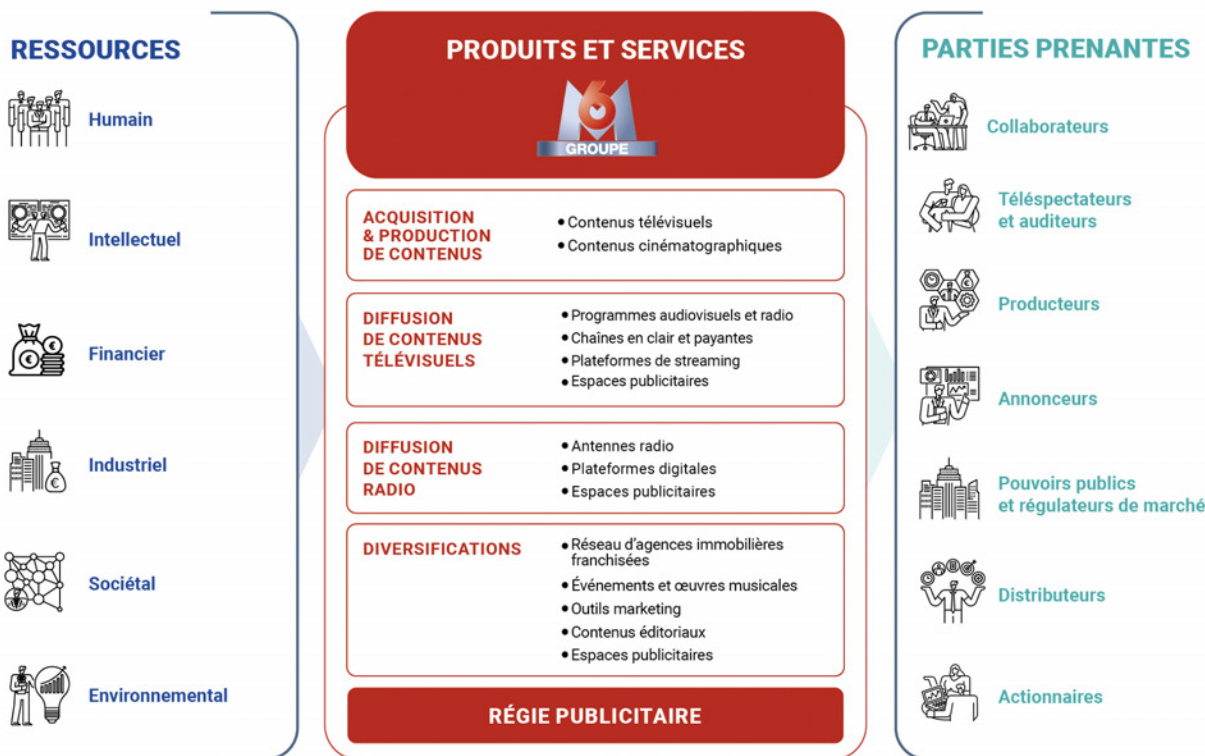 RESSOURCES
Humain
Intellectuel
Financier
Industriel
Sociétal
Environnemental
PRODUITS ET SERVICES
M6
GROUPE
ACQUISITION
& PRODUCTION
DE CONTENUS
• Contenus télévisuels
• Contenus cinématographiques
DIFFUSION
DE CONTENUS
TÉLÉVISUELS
• Programmes audiovisuels et radio
• Chaînes en clair et payantes
• Plateformes de streaming
• Espaces publicitaires
DIFFUSION
DE CONTENUS
RADIO
• Antennes radio
• Plateformes digitales
• Espaces publicitaires
DIVERSIFICATIONS
• Réseau d'agences immobilières
franchisées
• Événements et œuvres musicales
• Outils marketing
• Contenus éditoriaux
• Espaces publicitaires
RÉGIE PUBLICITAIRE
PARTIES PRENANTES
Collaborateurs
Téléspectateurs
et auditeurs
Producteurs
Annonceurs
Pouvoirs publics
et régulateurs de marché
Distributeurs
Actionnaires